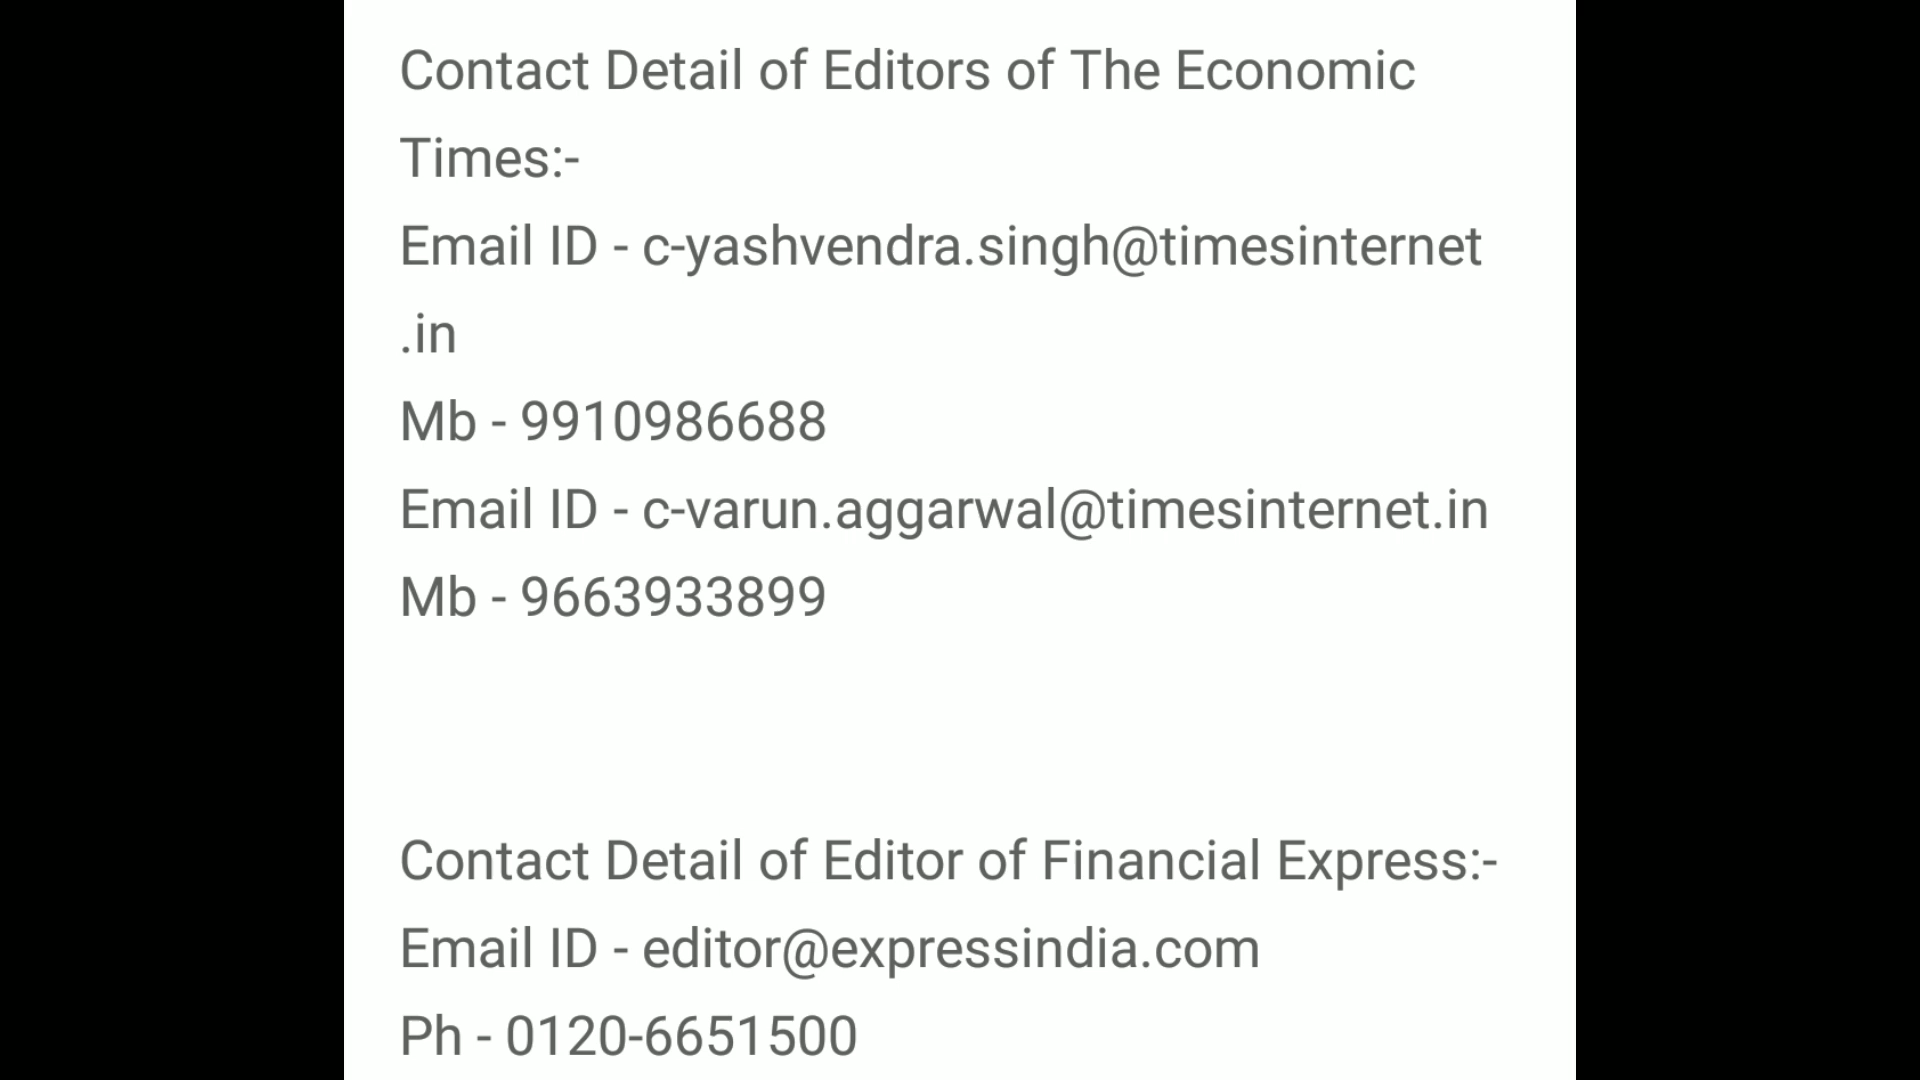 Contact Detail of Editors of The Economic
Times:-
Email ID - c-yashvendra.singh@timesinternet
.in
Mb - 9910986688
Email ID - c-varun.aggarwal@timesinternet.in
Mb - 9663933899
Contact Detail of Editor of Financial Express:-
Email ID - editor@expressindia.com
Ph - 0120-6651500